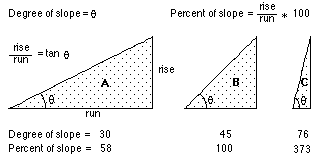 Degree of slope = θ
Percent of slope = rise/run * 100
rise/run = tan θ
A
θ
run
rise
B
θ
C
θ
Degree of slope = 30 45 76
Percent of slope = 58 100 373